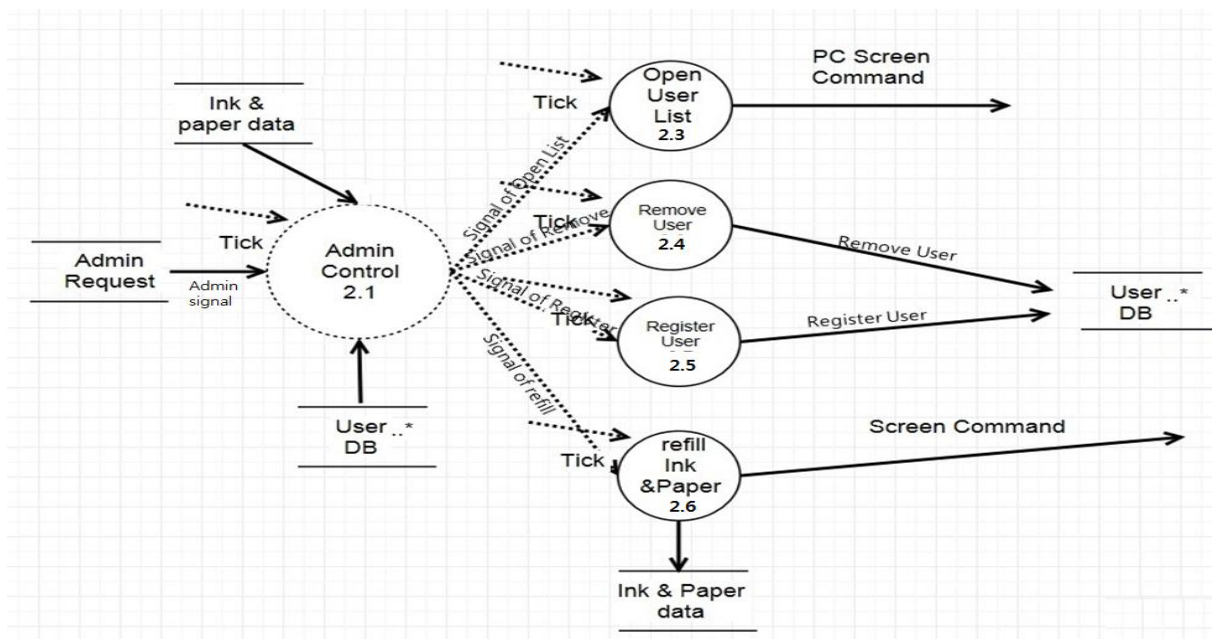 PC Screen
Command
Open
User
List
2.3
Tick
Ink &
paper data
Signal of Open List
Remove
User
2.4
Tick
Signal of Remove
Remove User
Tick
Admin
Control
2.1
Admin
Request
Admin
signal
User ..*
DB
Signal of Register
Tick
Register
User
2.5
Register User
Signal of refill
User ..*
DB
Screen Command
refill
Ink
&Paper
2.6
Tick
Ink & Paper
data